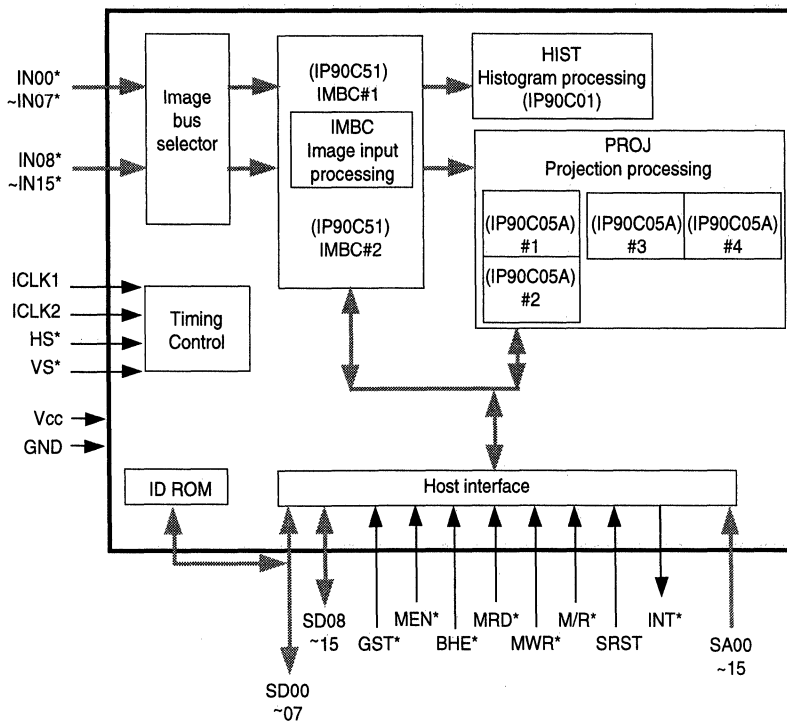 IN00*
~IN07*
IN08*
~IN15*
Image
bus
selector
(IP90C51)
IMBC#1
IMBC
Image input
processing
(IP90C51)
IMBC#2
HIST
Histogram processing
(IP90C01)
PROJ
Projection processing
(IP90C05A)
#1
(IP90C05A)
#2
(IP90C05A)
#3
(IP90C05A)
#4
ICLK1
ICLK2
HS*
VS*
Timing
Control
Vcc
GND
ID ROM
Host interface
SD00
~07
SD08
~15
GST*
MEN*
BHE*
MRD*
MWR*
M/R*
SRST
INT*
SA00
~15